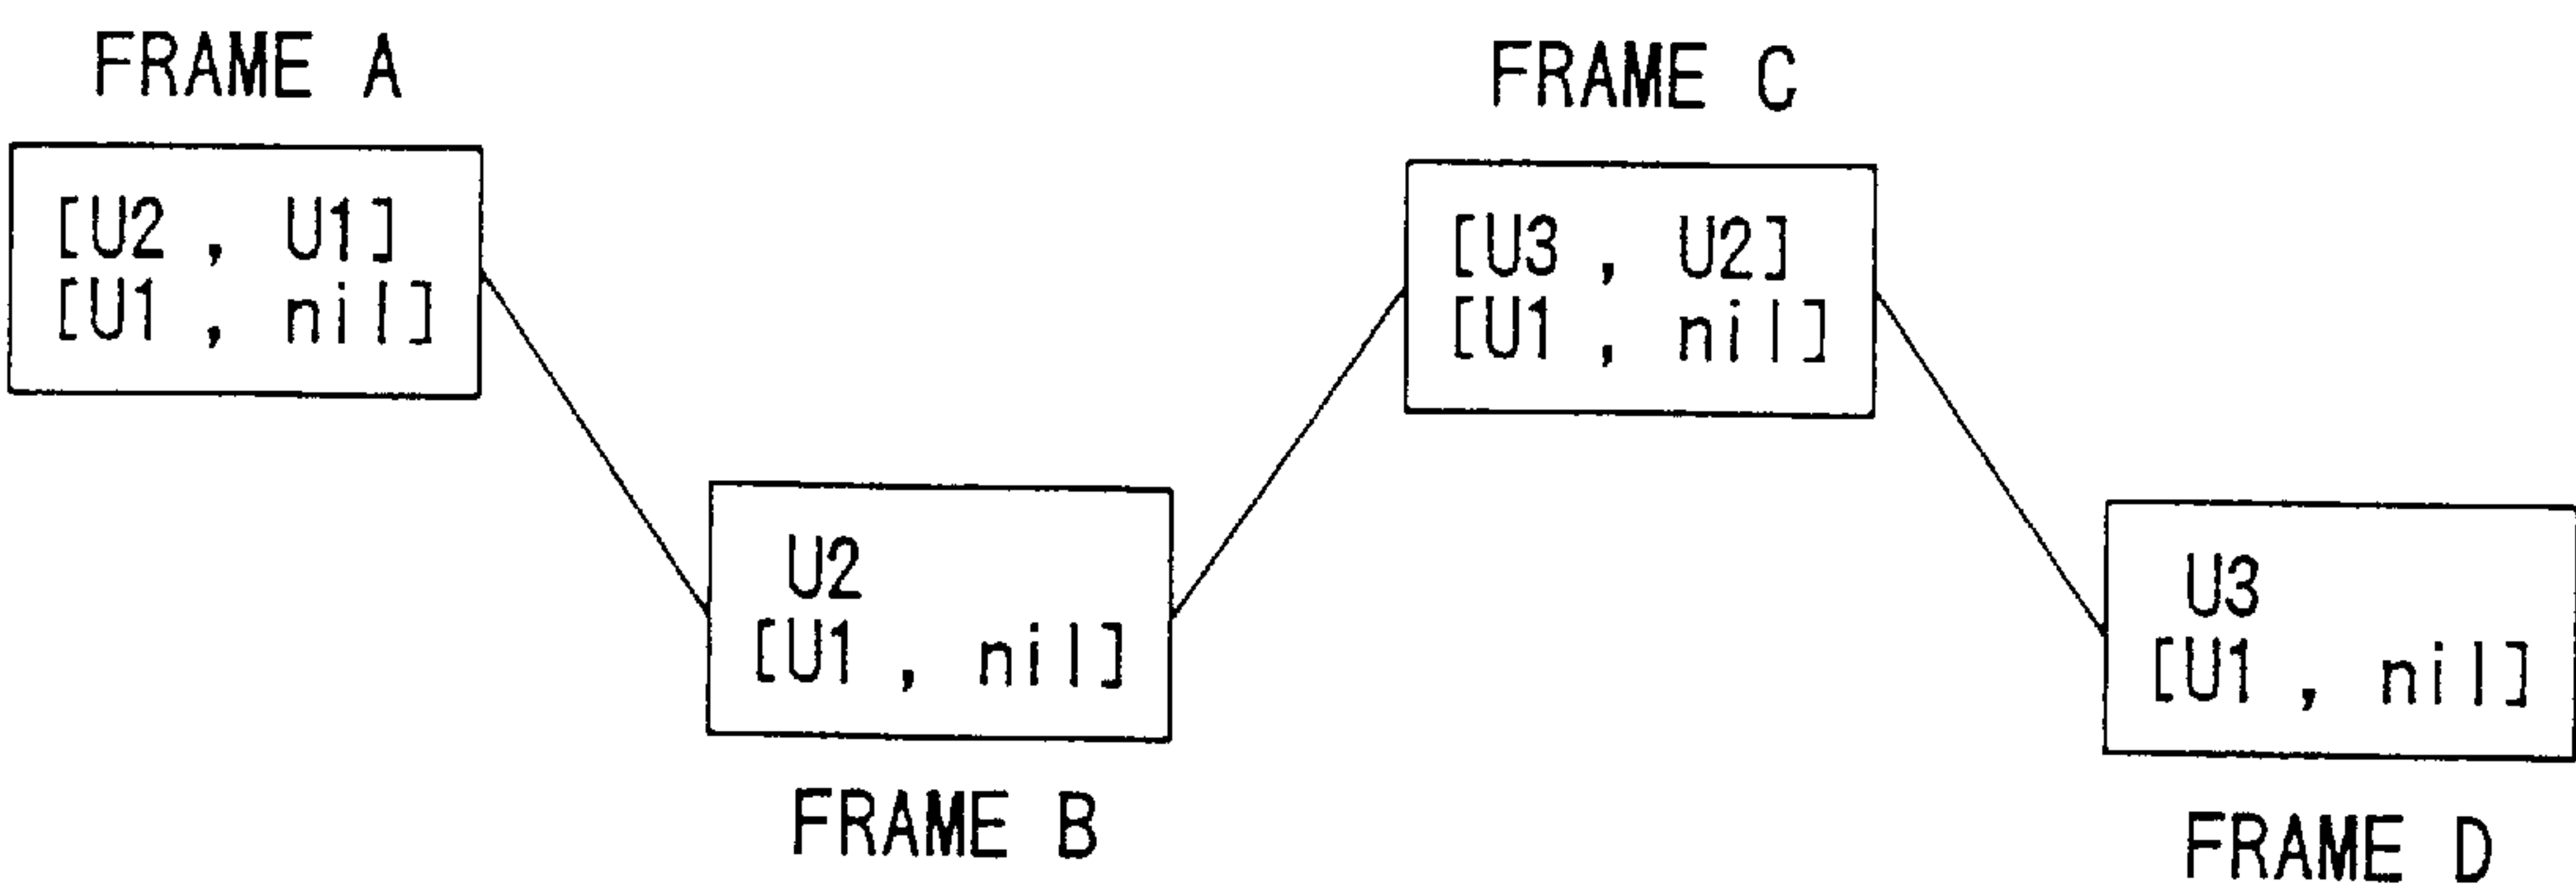 FRAME A
[U2 , U1]
[U1 , nil]
U2
[U1 , nil]
FRAME B
FRAME C
[U3 , U2]
[U1 , nil]
U3
[U1 , nil]
FRAME D